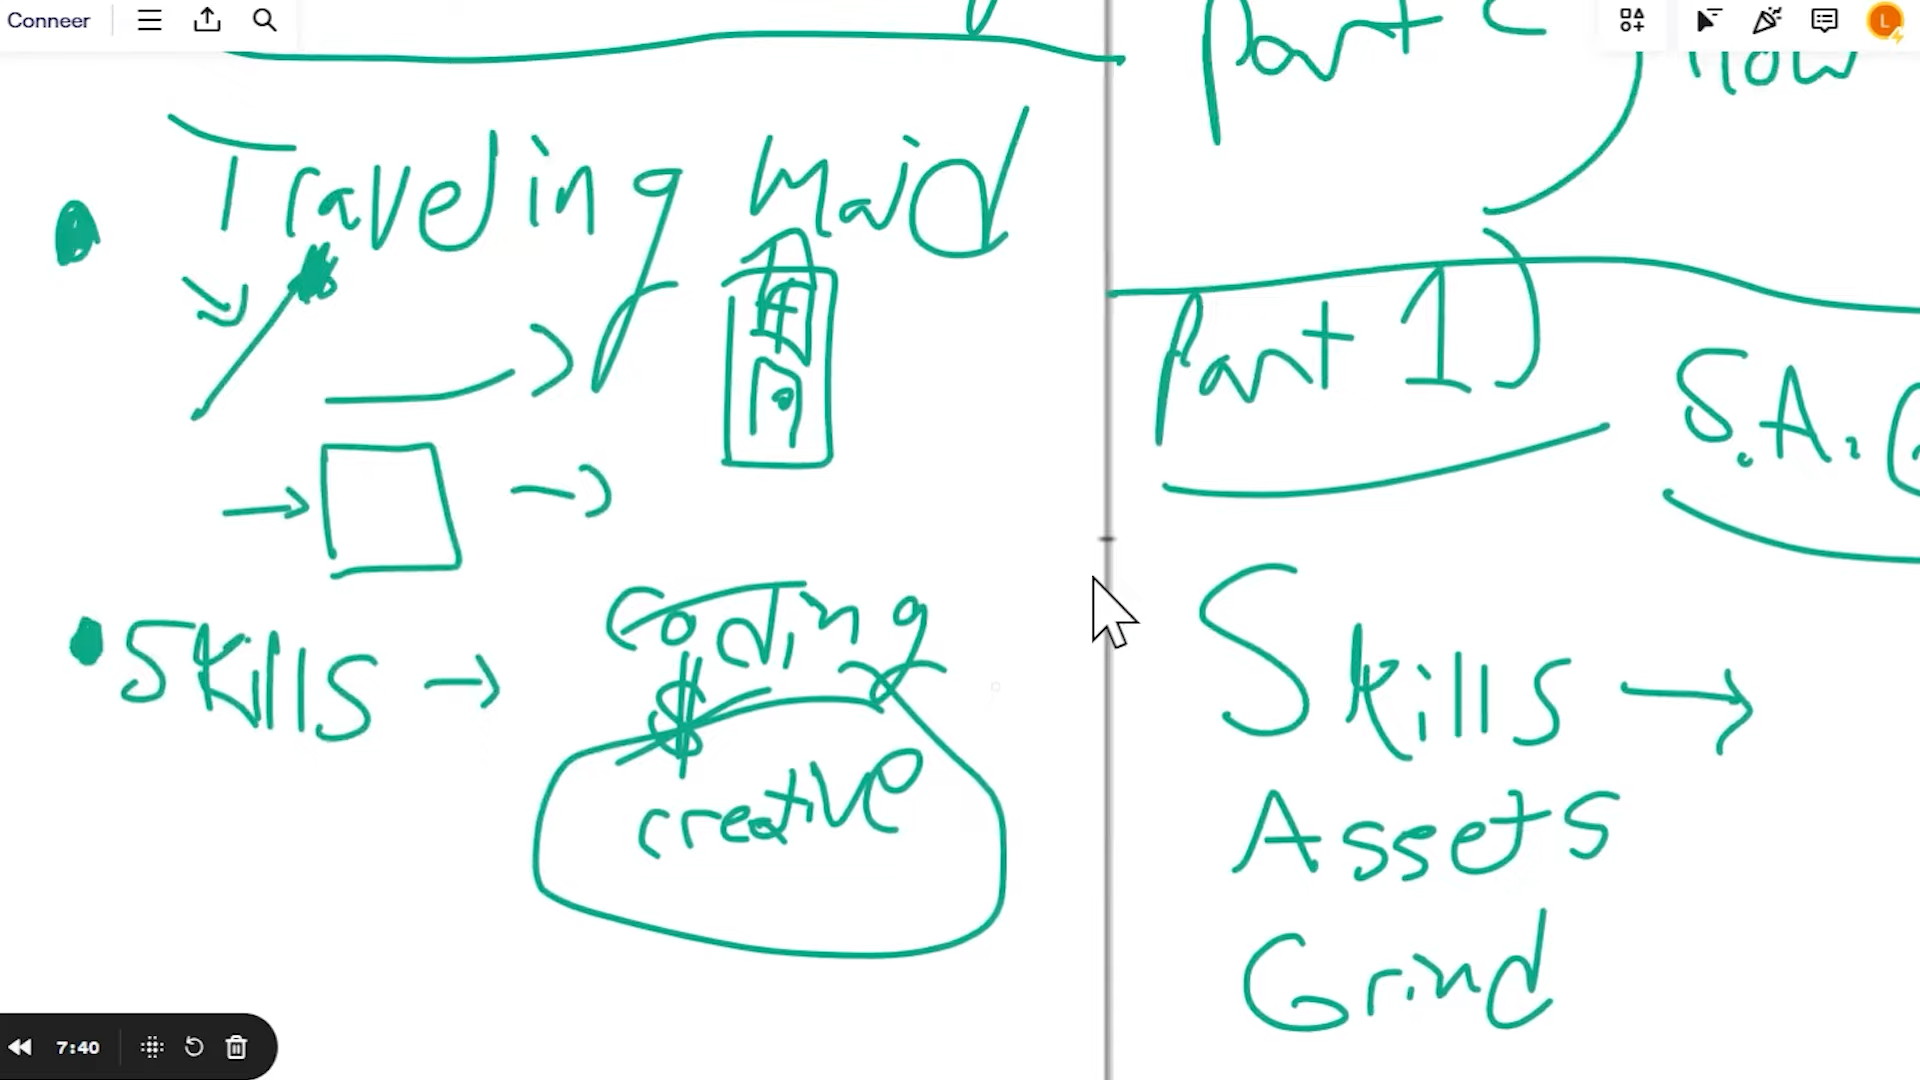 Conneer
Traveling Maid
Skills → coding
$
creative
7:40
Part 2
now
Part 1)
S.A.
Skills →
Assets
Grind
L